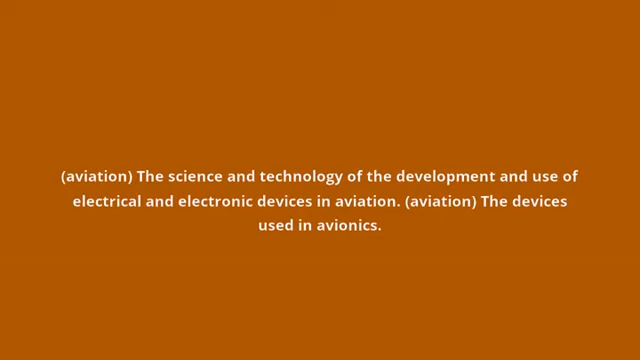 (aviation) The science and technology of the development and use of
electrical and electronic devices in aviation. (aviation) The devices
used in avionics.